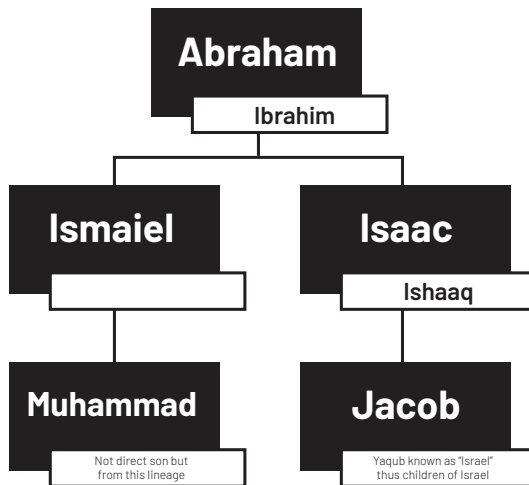 Abraham
Ibrahim
Ismaiel
Isaac
Ishaaq
Muhammad
Jacob
Not direct son but
from this lineage
Yaqub known as “Israel”
thus children of Israel